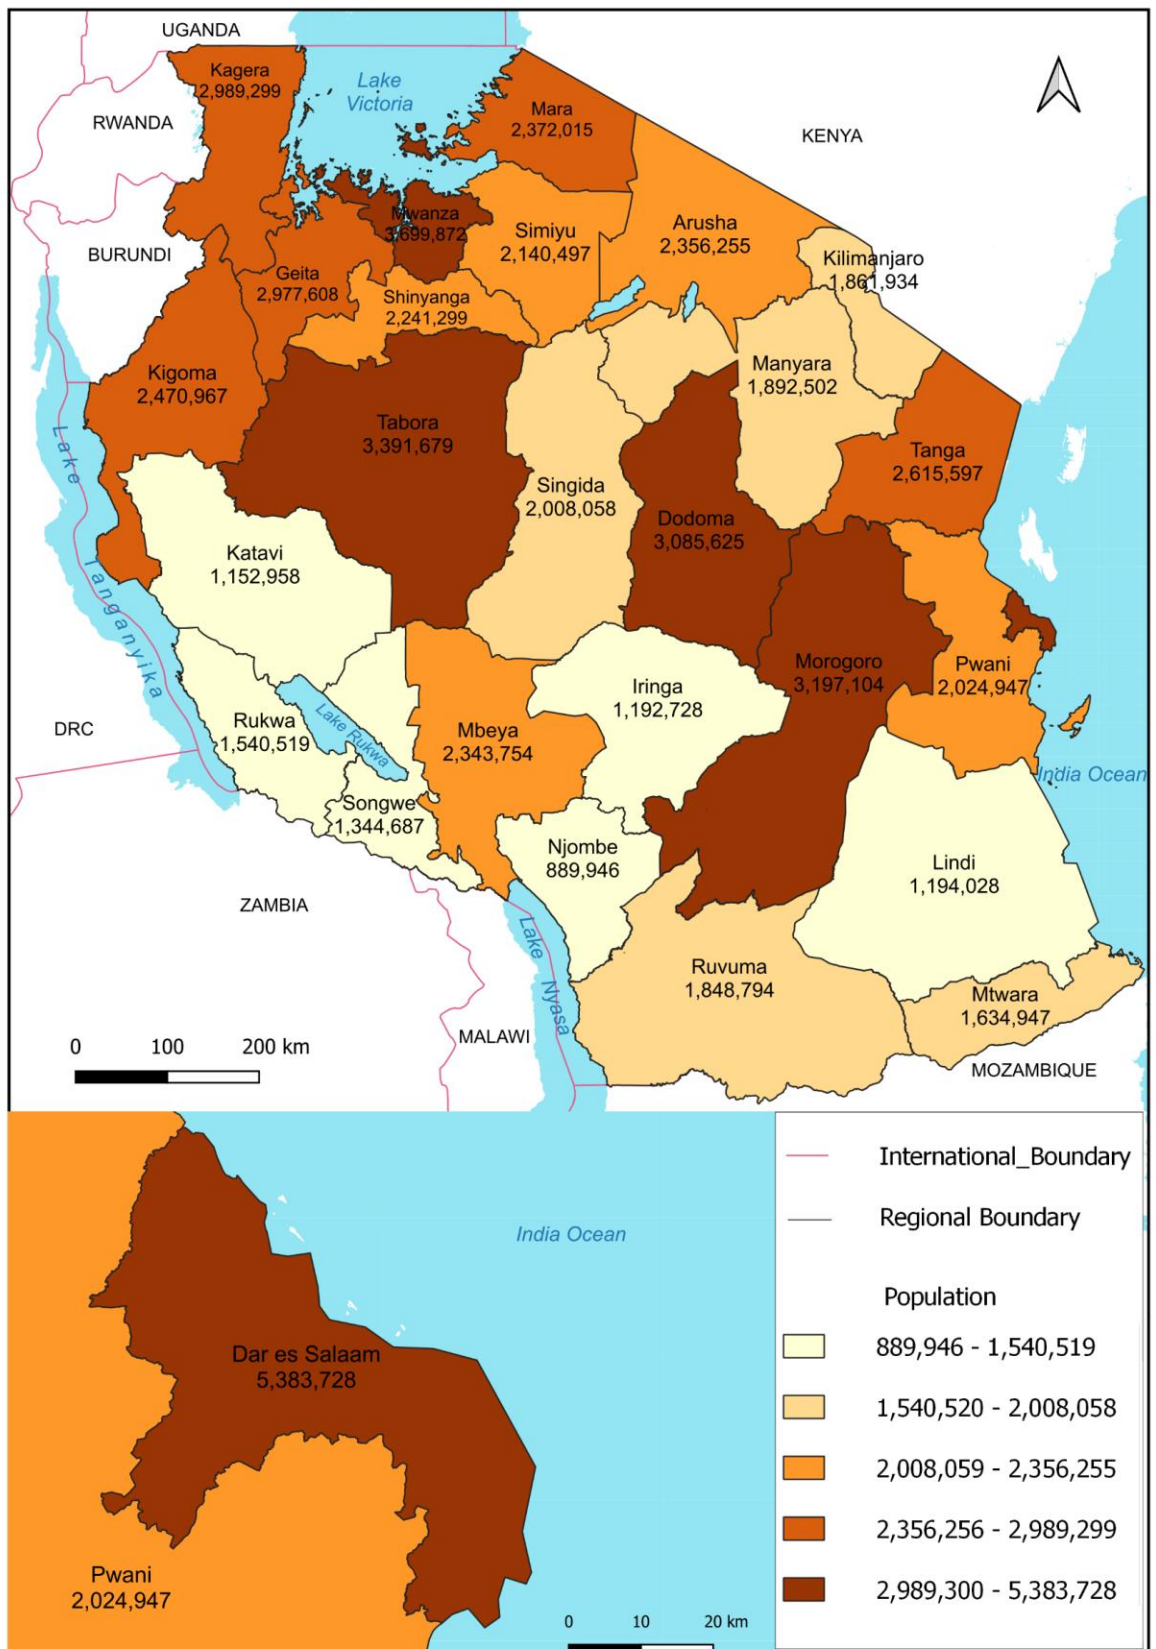 UGANDA
Kagera
2,989,299
Lake
Victoria
Mara
2,372,015
RWANDA
KENYA
Mwanza
3,699,872
Simiyu
2,140,497
Arusha
2,356,255
BURUNDI
Geita
2,977,608
Kilimanjaro
1,861,934
Shinyanga
2,241,299
Kigoma
2,470,967
Manyara
1,892,502
Tabora
3,391,679
Tanga
2,615,597
Singida
2,008,058
Dodoma
3,085,625
Lake
Tanganyika
Katavi
1,152,958
Morogoro
3,197,104
Pwani
2,024,947
Iringa
1,192,728
Rukwa
1,540,519
Lake Rukwa
Mbeya
2,343,754
DRC
India Ocean
Songwe
1,344,687
Njombe
889,946
Lindi
1,194,028
ZAMBIA
Lake
Nyasa
Ruvuma
1,848,794
Mtwara
1,634,947
MALAWI
MOZAMBIQUE
0 100 200 km
International_Boundary
Regional Boundary
India Ocean
Population
889,946 - 1,540,519
1,540,520 - 2,008,058
2,008,059 - 2,356,255
2,356,256 - 2,989,299
2,989,300 - 5,383,728
Dar es Salaam
5,383,728
Pwani
2,024,947
0 10 20 km